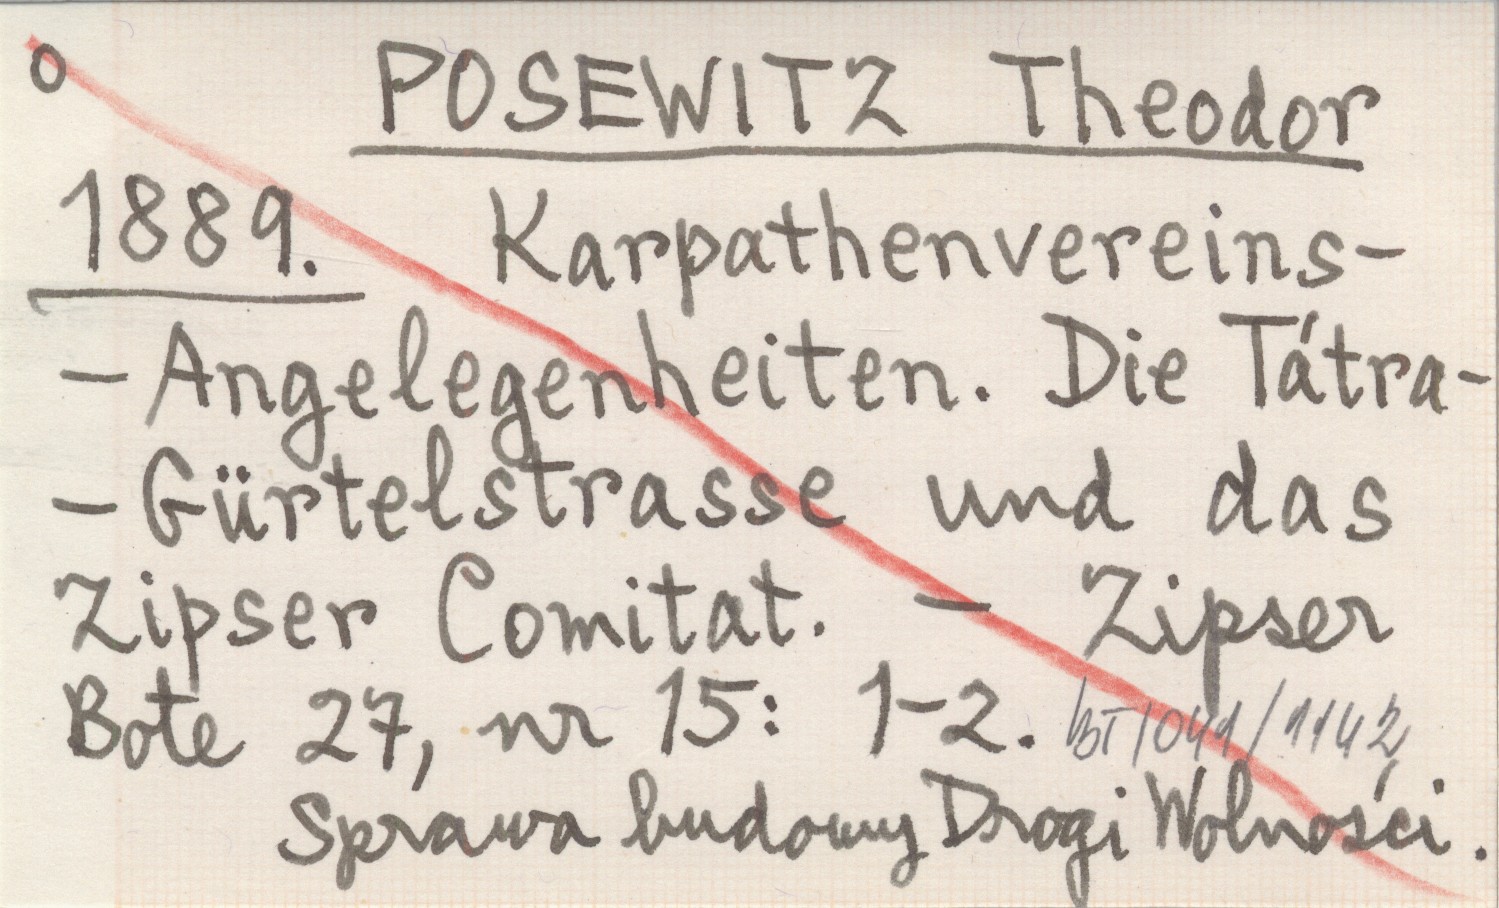 o POSEWITZ Theodor
1889. Karpathenvereins-
-Angelegenheiten. Die Tátra-
-Gürtelstrasse und das
Zipser Comitat. - Zipser
Bote 27, nr 15: 1-2. BT/041/1142
Sprawa budowy Drogi Wolności.